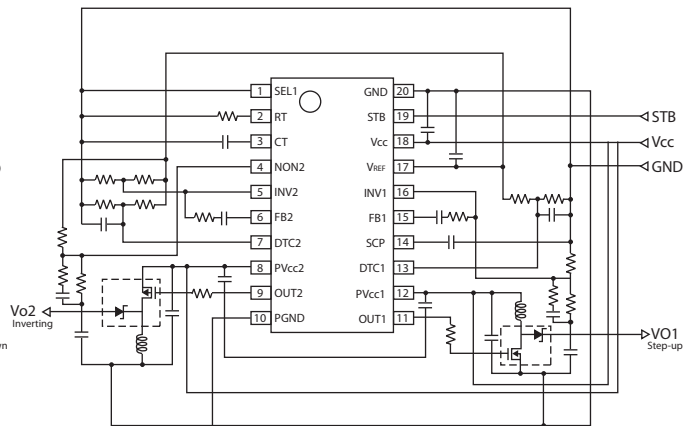 1 SEL1
2 RT
3 CT
4 NON2
5 INV2
6 FB2
7 DTC2
8 PVcc2
9 OUT2
10 PGND
GND 20
STB 19
Vcc 18
VREF 17
INV1 16
FB1 15
SCP 14
DTC1 13
PVcc1 12
OUT1 11
STB
Vcc
GND
Vo2
Inverting
VO1
Step-up